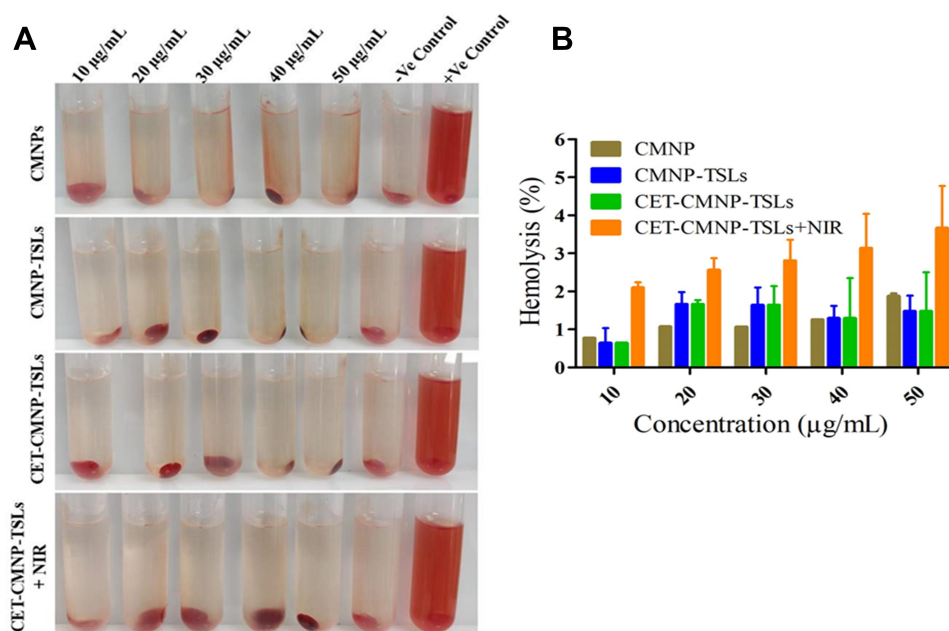 A
10 µg/mL 20 µg/mL 30 µg/mL 40 µg/mL 50 µg/mL -Ve Control +Ve Control
CMNPs
CMNP-TSLs
CET-CMNP-TSLs
CET-CMNP-TSLs
+ NIR
B
6
5
4
3
2
1
0
Hemolysis (%)
CMNP
CMNP-TSLs
CET-CMNP-TSLs
CET-CMNP-TSLs+NIR
10 20 30 40 50
Concentration (µg/mL)